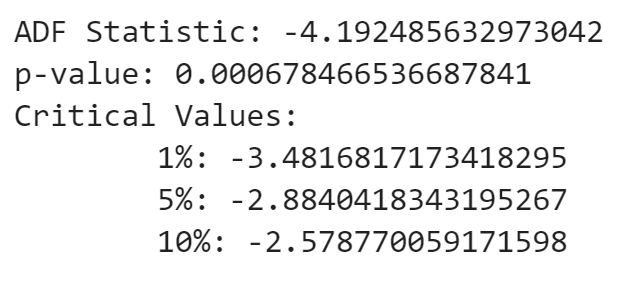 ADF Statistic: -4.192485632973042
p-value: 0.000678466536687841
Critical Values:
1%: -3.4816817173418295
5%: -2.8840418343195267
10%: -2.578770059171598